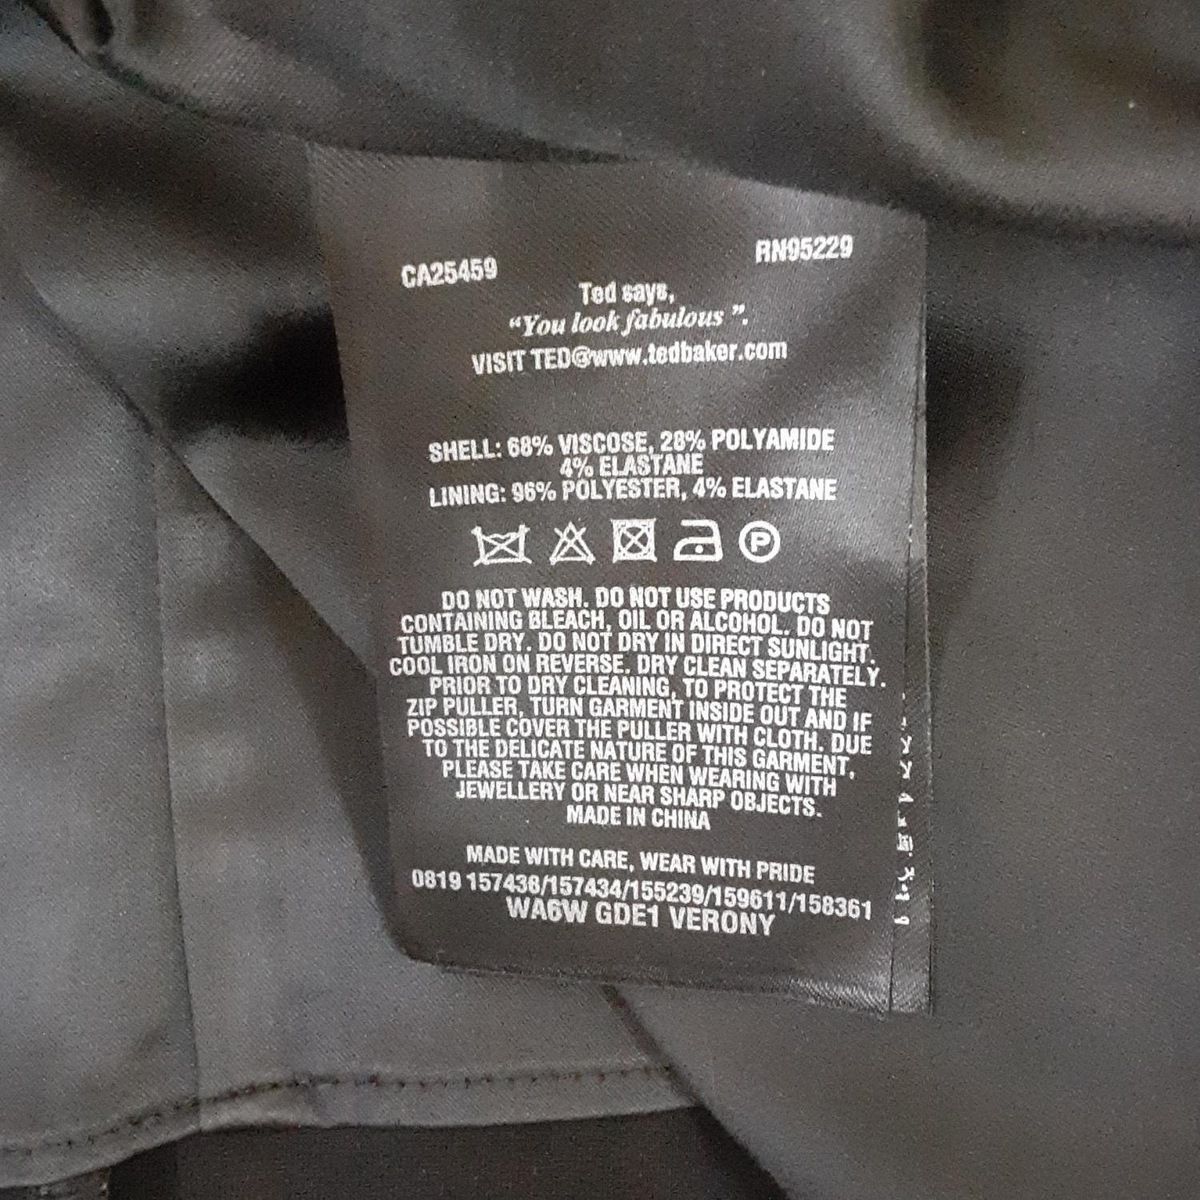 CA25459
RN95229
Ted says,
“You look fabulous ”.
VISIT TED@www.tedbaker.com
SHELL: 68% VISCOSE, 28% POLYAMIDE
4% ELASTANE
LINING: 96% POLYESTER, 4% ELASTANE
P
DO NOT WASH. DO NOT USE PRODUCTS
CONTAINING BLEACH, OIL OR ALCOHOL. DO NOT
TUMBLE DRY. DO NOT DRY IN DIRECT SUNLIGHT.
COOL IRON ON REVERSE. DRY CLEAN SEPARATELY.
PRIOR TO DRY CLEANING, TO PROTECT THE
ZIP PULLER, TURN GARMENT INSIDE OUT AND IF
POSSIBLE COVER THE PULLER WITH CLOTH. DUE
TO THE DELICATE NATURE OF THIS GARMENT,
PLEASE TAKE CARE WHEN WEARING WITH
JEWELLERY OR NEAR SHARP OBJECTS.
MADE IN CHINA
MADE WITH CARE, WEAR WITH PRIDE
0819 157436/157434/155239/159611/158361
WA6W GDE1 VERONY